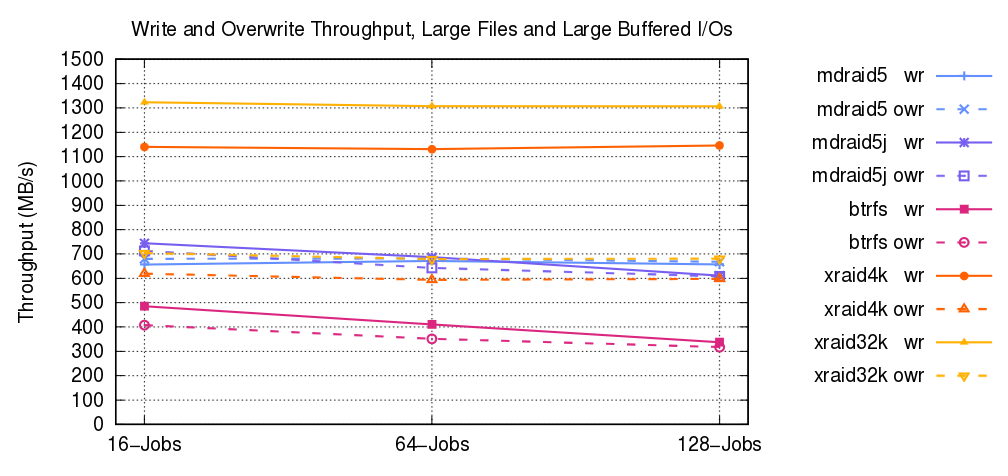 Write and Overwrite Throughput, Large Files and Large Buffered I/Os
Throughput (MB/s)
1500
1400
1300
1200
1100
1000
900
800
700
600
500
400
300
200
100
0
16-Jobs 64-Jobs 128-Jobs
mdraid5 wr
mdraid5 owr
mdraid5j wr
mdraid5j owr
btrfs wr
btrfs owr
xraid4k wr
xraid4k owr
xraid32k wr
xraid32k owr